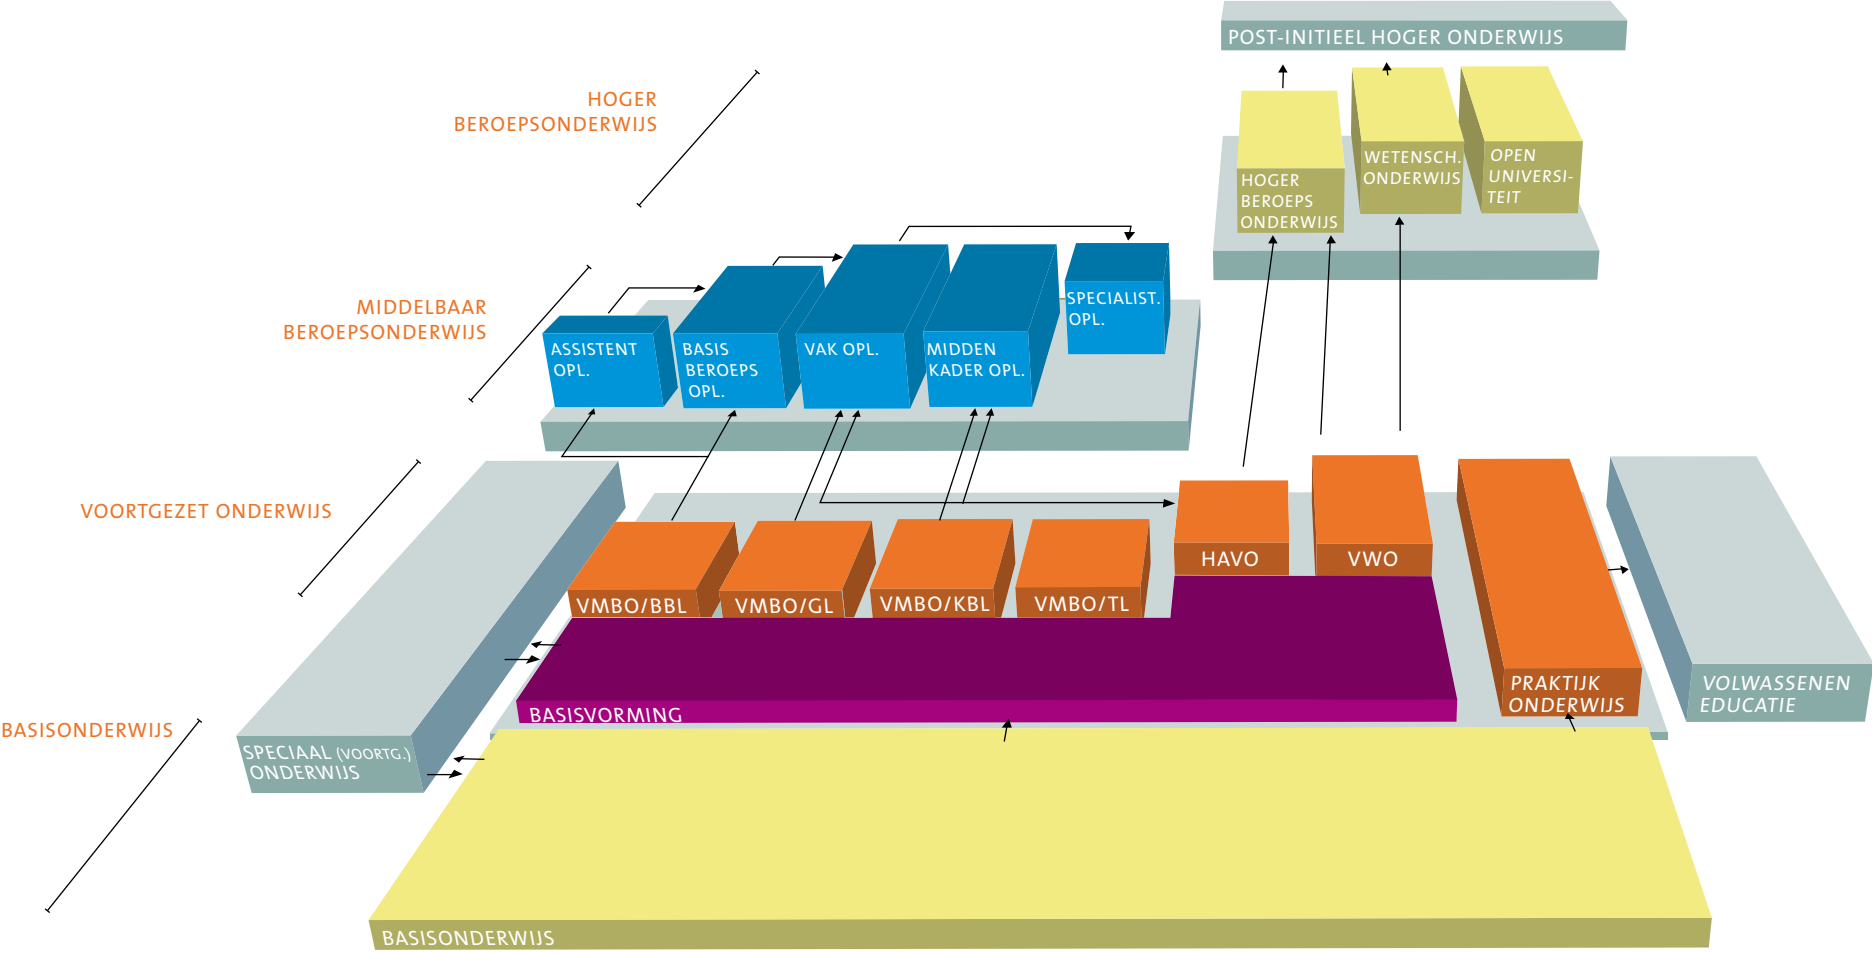 POST-INITIEEL HOGER ONDERWIJS
HOGER
BEROEPSONDERWIJS
WETENSCH.
ONDERWIJS
OPEN
UNIVERSI-
TEIT
HOGER
BEROEPS
ONDERWIJS
MIDDELBAAR
BEROEPSONDERWIJS
ASSISTENT
OPL.
BASIS
BEROEPS
OPL.
VAK OPL.
MIDDEN
KADER OPL.
SPECIALIST.
OPL.
VOORTGEZET ONDERWIJS
VMBO/BBL
VMBO/GL
VMBO/KBL
VMBO/TL
HAVO
VWO
PRAKTIJK
ONDERWIJS
VOLWASSENEN
EDUCATIE
BASISVORMING
BASISONDERWIJS
SPECIAAL (VOORTG.)
ONDERWIJS
BASISONDERWIJS